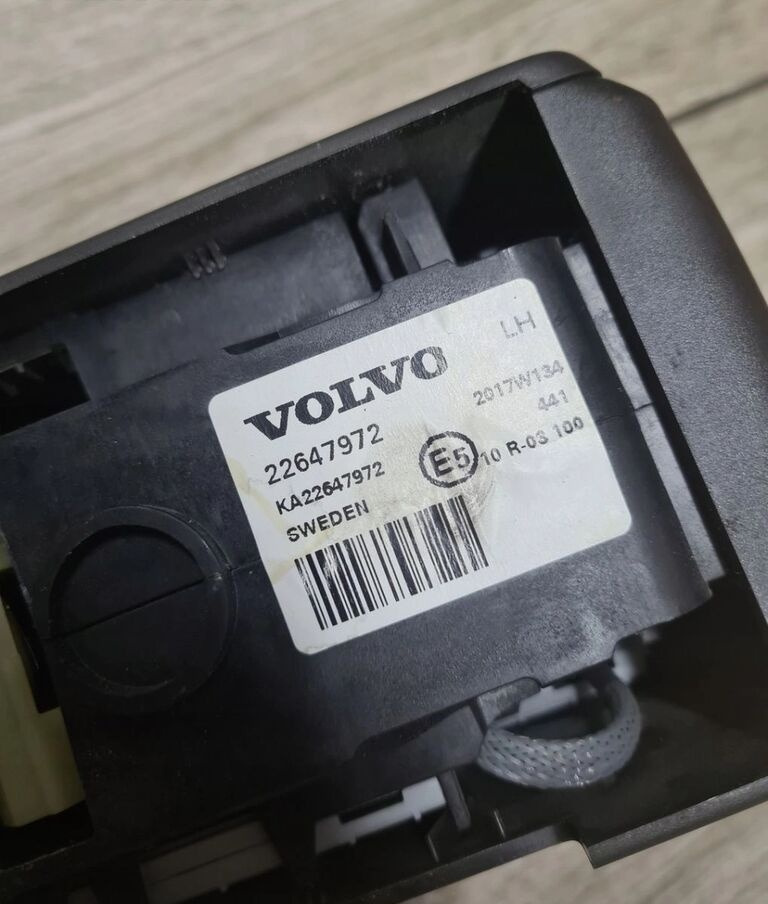 LH
VOLVO
2017W134
22647972
441
KA22647972
E5 10 R-03 100
SWEDEN